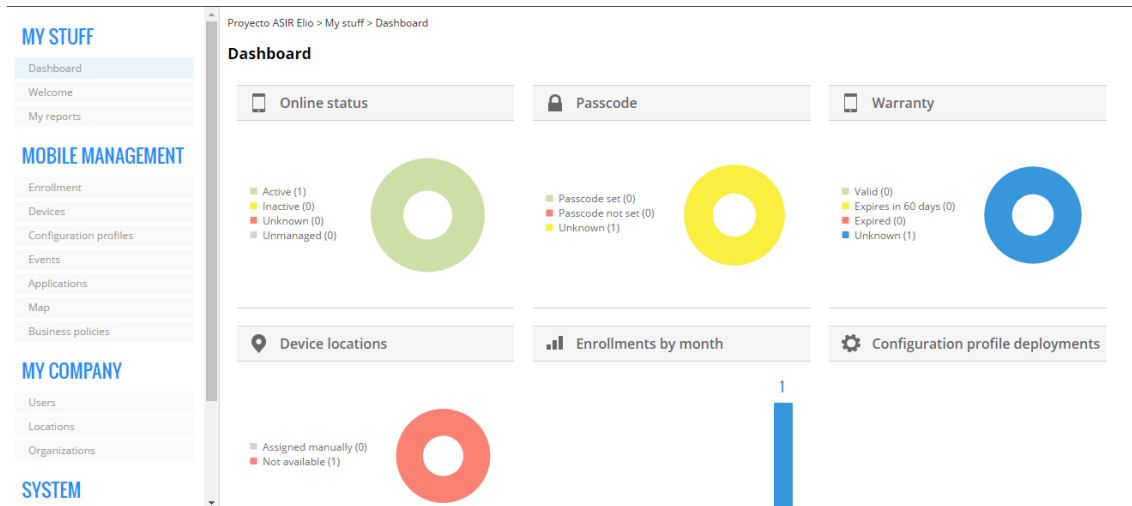 MY STUFF
Dashboard
Welcome
My reports
MOBILE MANAGEMENT
Enrollment
Devices
Configuration profiles
Events
Applications
Map
Business policies
MY COMPANY
Users
Locations
Organizations
SYSTEM
Proyecto ASIR Elio > My stuff > Dashboard
Dashboard
Online status
Active (1)
Inactive (0)
Unknown (0)
Unmanaged (0)
Passcode
Passcode set (0)
Passcode not set (0)
Unknown (1)
Warranty
Valid (0)
Expires in 60 days (0)
Expired (0)
Unknown (1)
Device locations
Assigned manually (0)
Not available (1)
Enrollments by month
1
Configuration profile deployments